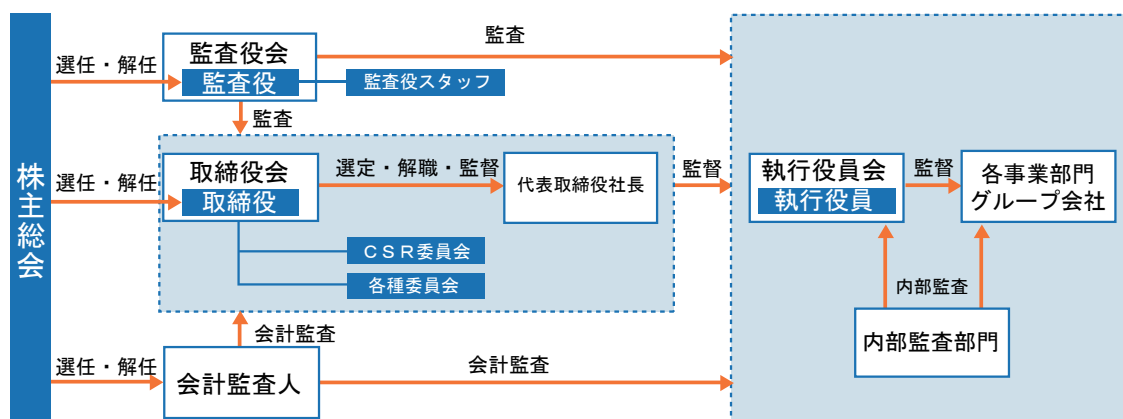 株主総会
選任・解任
監査役会
監査役
監査役スタッフ
監査
監査
選任・解任
取締役会
取締役
選定・解職・監督
代表取締役社長
監督
執行役員会
執行役員
監督
各事業部門
グループ会社
ＣＳＲ委員会
各種委員会
内部監査
内部監査部門
会計監査
選任・解任
会計監査人
会計監査